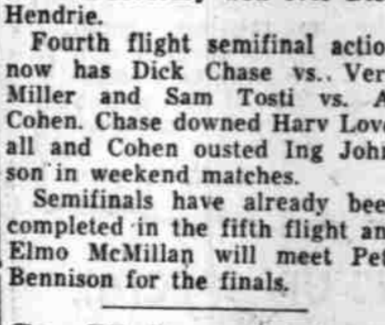 Hendrie.
Fourth flight semifinal actio
now has Dick Chase vs.. Ver
Miller and Sam Tosti vs. A
Cohen. Chase downed Harv Lov
all and Cohen ousted Ing John
son in weekend matches.
Semifinals have already bee
completed in the fifth flight an
Elmo McMillan will meet Pet
Bennison for the finals.